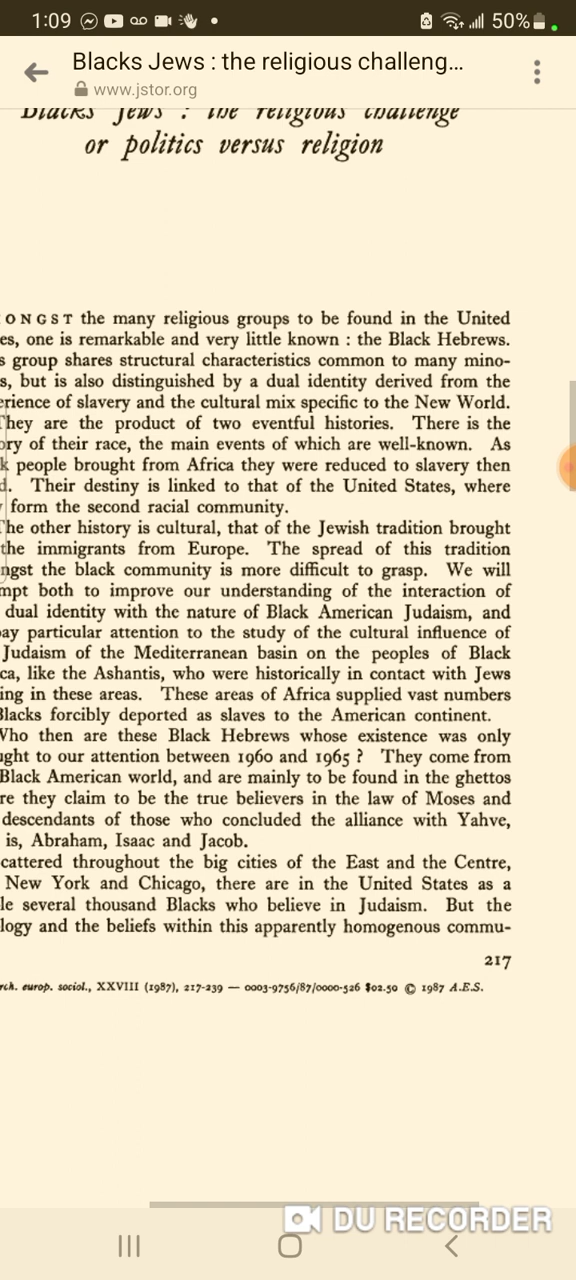 1:09
50%
Blacks Jews : the religious challeng...
www.jstor.org
Blacks Jews : the religious challenge
or politics versus religion
ONGST the many religious groups to be found in the United
es, one is remarkable and very little known : the Black Hebrews.
s group shares structural characteristics common to many mino-
s, but is also distinguished by a dual identity derived from the
erience of slavery and the cultural mix specific to the New World.
They are the product of two eventful histories. There is the
ory of their race, the main events of which are well-known. As
k people brought from Africa they were reduced to slavery then
d. Their destiny is linked to that of the United States, where
form the second racial community.
The other history is cultural, that of the Jewish tradition brought
the immigrants from Europe. The spread of this tradition
ngst the black community is more difficult to grasp. We will
mpt both to improve our understanding of the interaction of
dual identity with the nature of Black American Judaism, and
pay particular attention to the study of the cultural influence of
Judaism of the Mediterranean basin on the peoples of Black
ca, like the Ashantis, who were historically in contact with Jews
ing in these areas. These areas of Africa supplied vast numbers
Blacks forcibly deported as slaves to the American continent.
Who then are these Black Hebrews whose existence was only
ught to our attention between 1960 and 1965 ? They come from
Black American world, and are mainly to be found in the ghettos
re they claim to be the true believers in the law of Moses and
descendants of those who concluded the alliance with Yahve,
is, Abraham, Isaac and Jacob.
cattered throughout the big cities of the East and the Centre,
New York and Chicago, there are in the United States as a
le several thousand Blacks who believe in Judaism. But the
logy and the beliefs within this apparently homogenous commu-
217
rch. europ. sociol., XXVIII (1987), 217-239 — 0003-9756/87/0000-526 $02.50 © 1987 A.E.S.
DU RECORDER